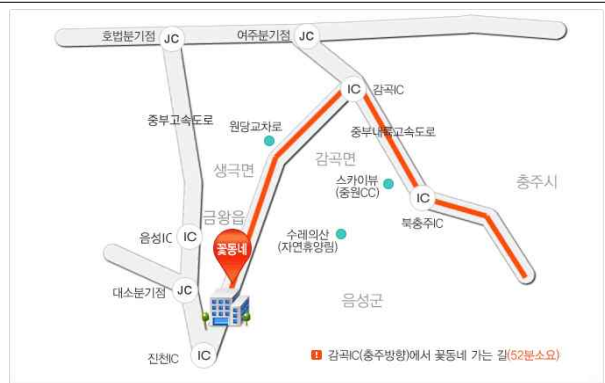 호법분기점 JC
여주분기점 JC
IC 감곡IC
중부고속도로
원당교차로
중부내륙고속도로
감곡면
생극면
스카이뷰
(중원CC)
충주시
IC
북충주IC
금왕읍
수레의산
(자연휴양림)
음성IC IC
꽃동네
대소분기점 JC
음성군
진천IC IC
! 감곡IC(충주방향)에서 꽃동네 가는 길(52분소요)